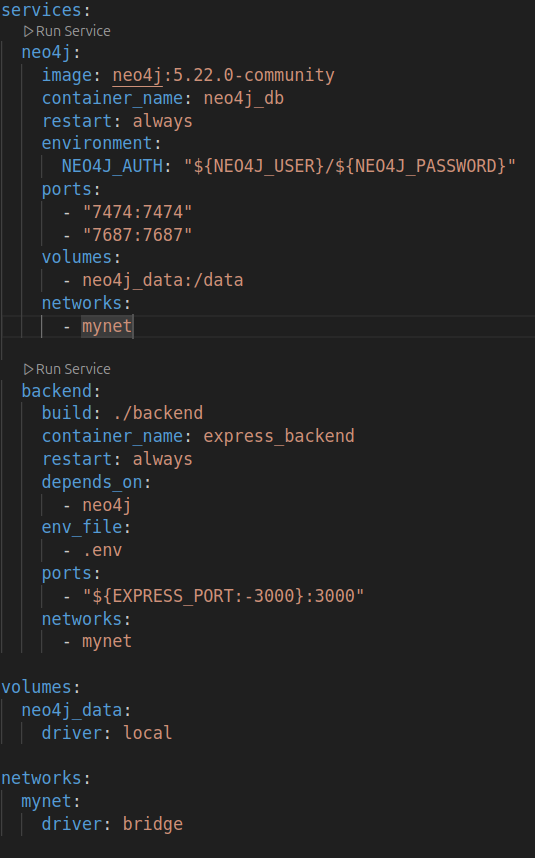 services:
▷Run Service
  neo4j:
    image: neo4j:5.22.0-community
    container_name: neo4j_db
    restart: always
    environment:
      NEO4J_AUTH: "${NEO4J_USER}/${NEO4J_PASSWORD}"
    ports:
      - "7474:7474"
      - "7687:7687"
    volumes:
      - neo4j_data:/data
    networks:
      - mynet
▷Run Service
  backend:
    build: ./backend
    container_name: express_backend
    restart: always
    depends_on:
      - neo4j
    env_file:
      - .env
    ports:
      - "${EXPRESS_PORT:-3000}:3000"
    networks:
      - mynet
volumes:
  neo4j_data:
    driver: local
networks:
  mynet:
    driver: bridge